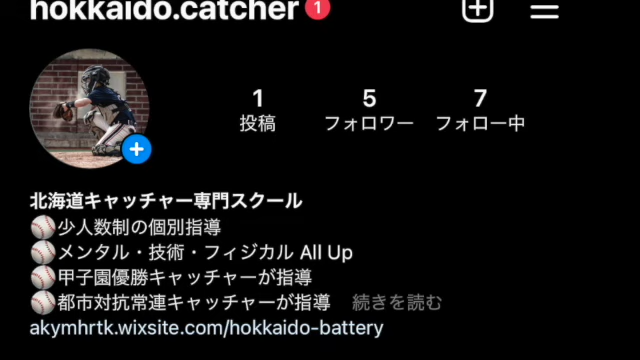 hokkaido.catcher 1
1 5 7
投稿 フォロワー フォロー中
北海道キャッチャー専門スクール
⚾少人数制の個別指導
⚾メンタル・技術・フィジカル All Up
⚾甲子園優勝キャッチャーが指導
⚾都市対抗常連キャッチャーが指導 続きを読む
akymhrtk.wixsite.com/hokkaido-battery